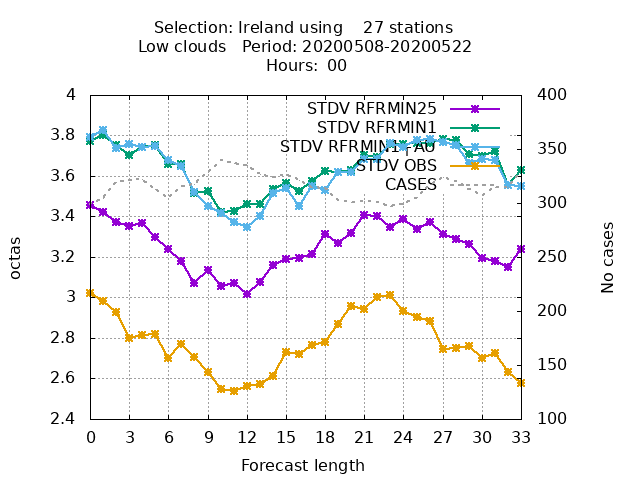 Selection: Ireland using 27 stations
Low clouds Period: 20200508-20200522
Hours: 00
STDV RFRMIN25
STDV RFRMIN1
STDV OBS
CASES
octas
4
3.8
3.6
3.4
3.2
3
2.8
2.6
2.4
No cases
400
350
300
250
200
150
100
0 3 6 9 12 15 18 21 24 27 30 33
Forecast length